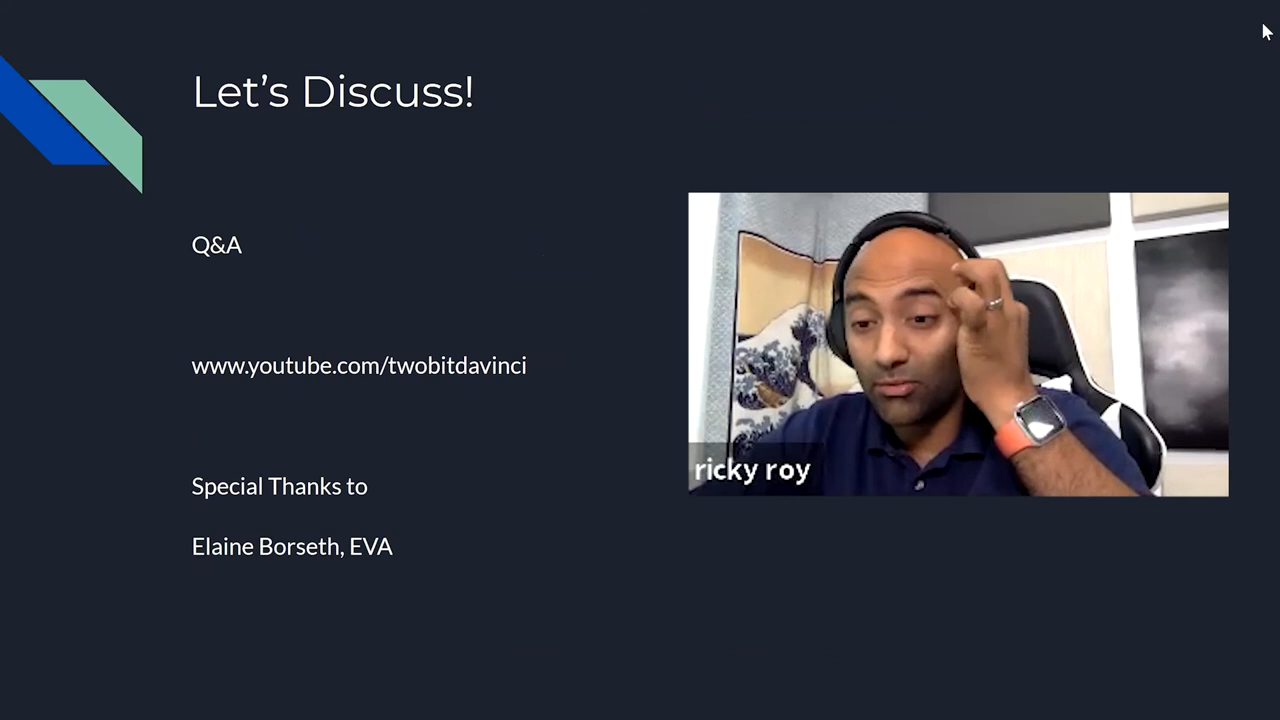 Let’s Discuss!
Q&A
www.youtube.com/twobitdavinci
ricky roy
Special Thanks to
Elaine Borseth, EVA